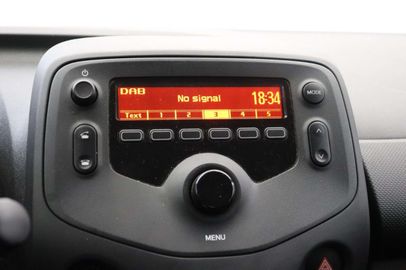 DAB
No signal
18:34
MODE
Text 1 2 3 4 5
MENU